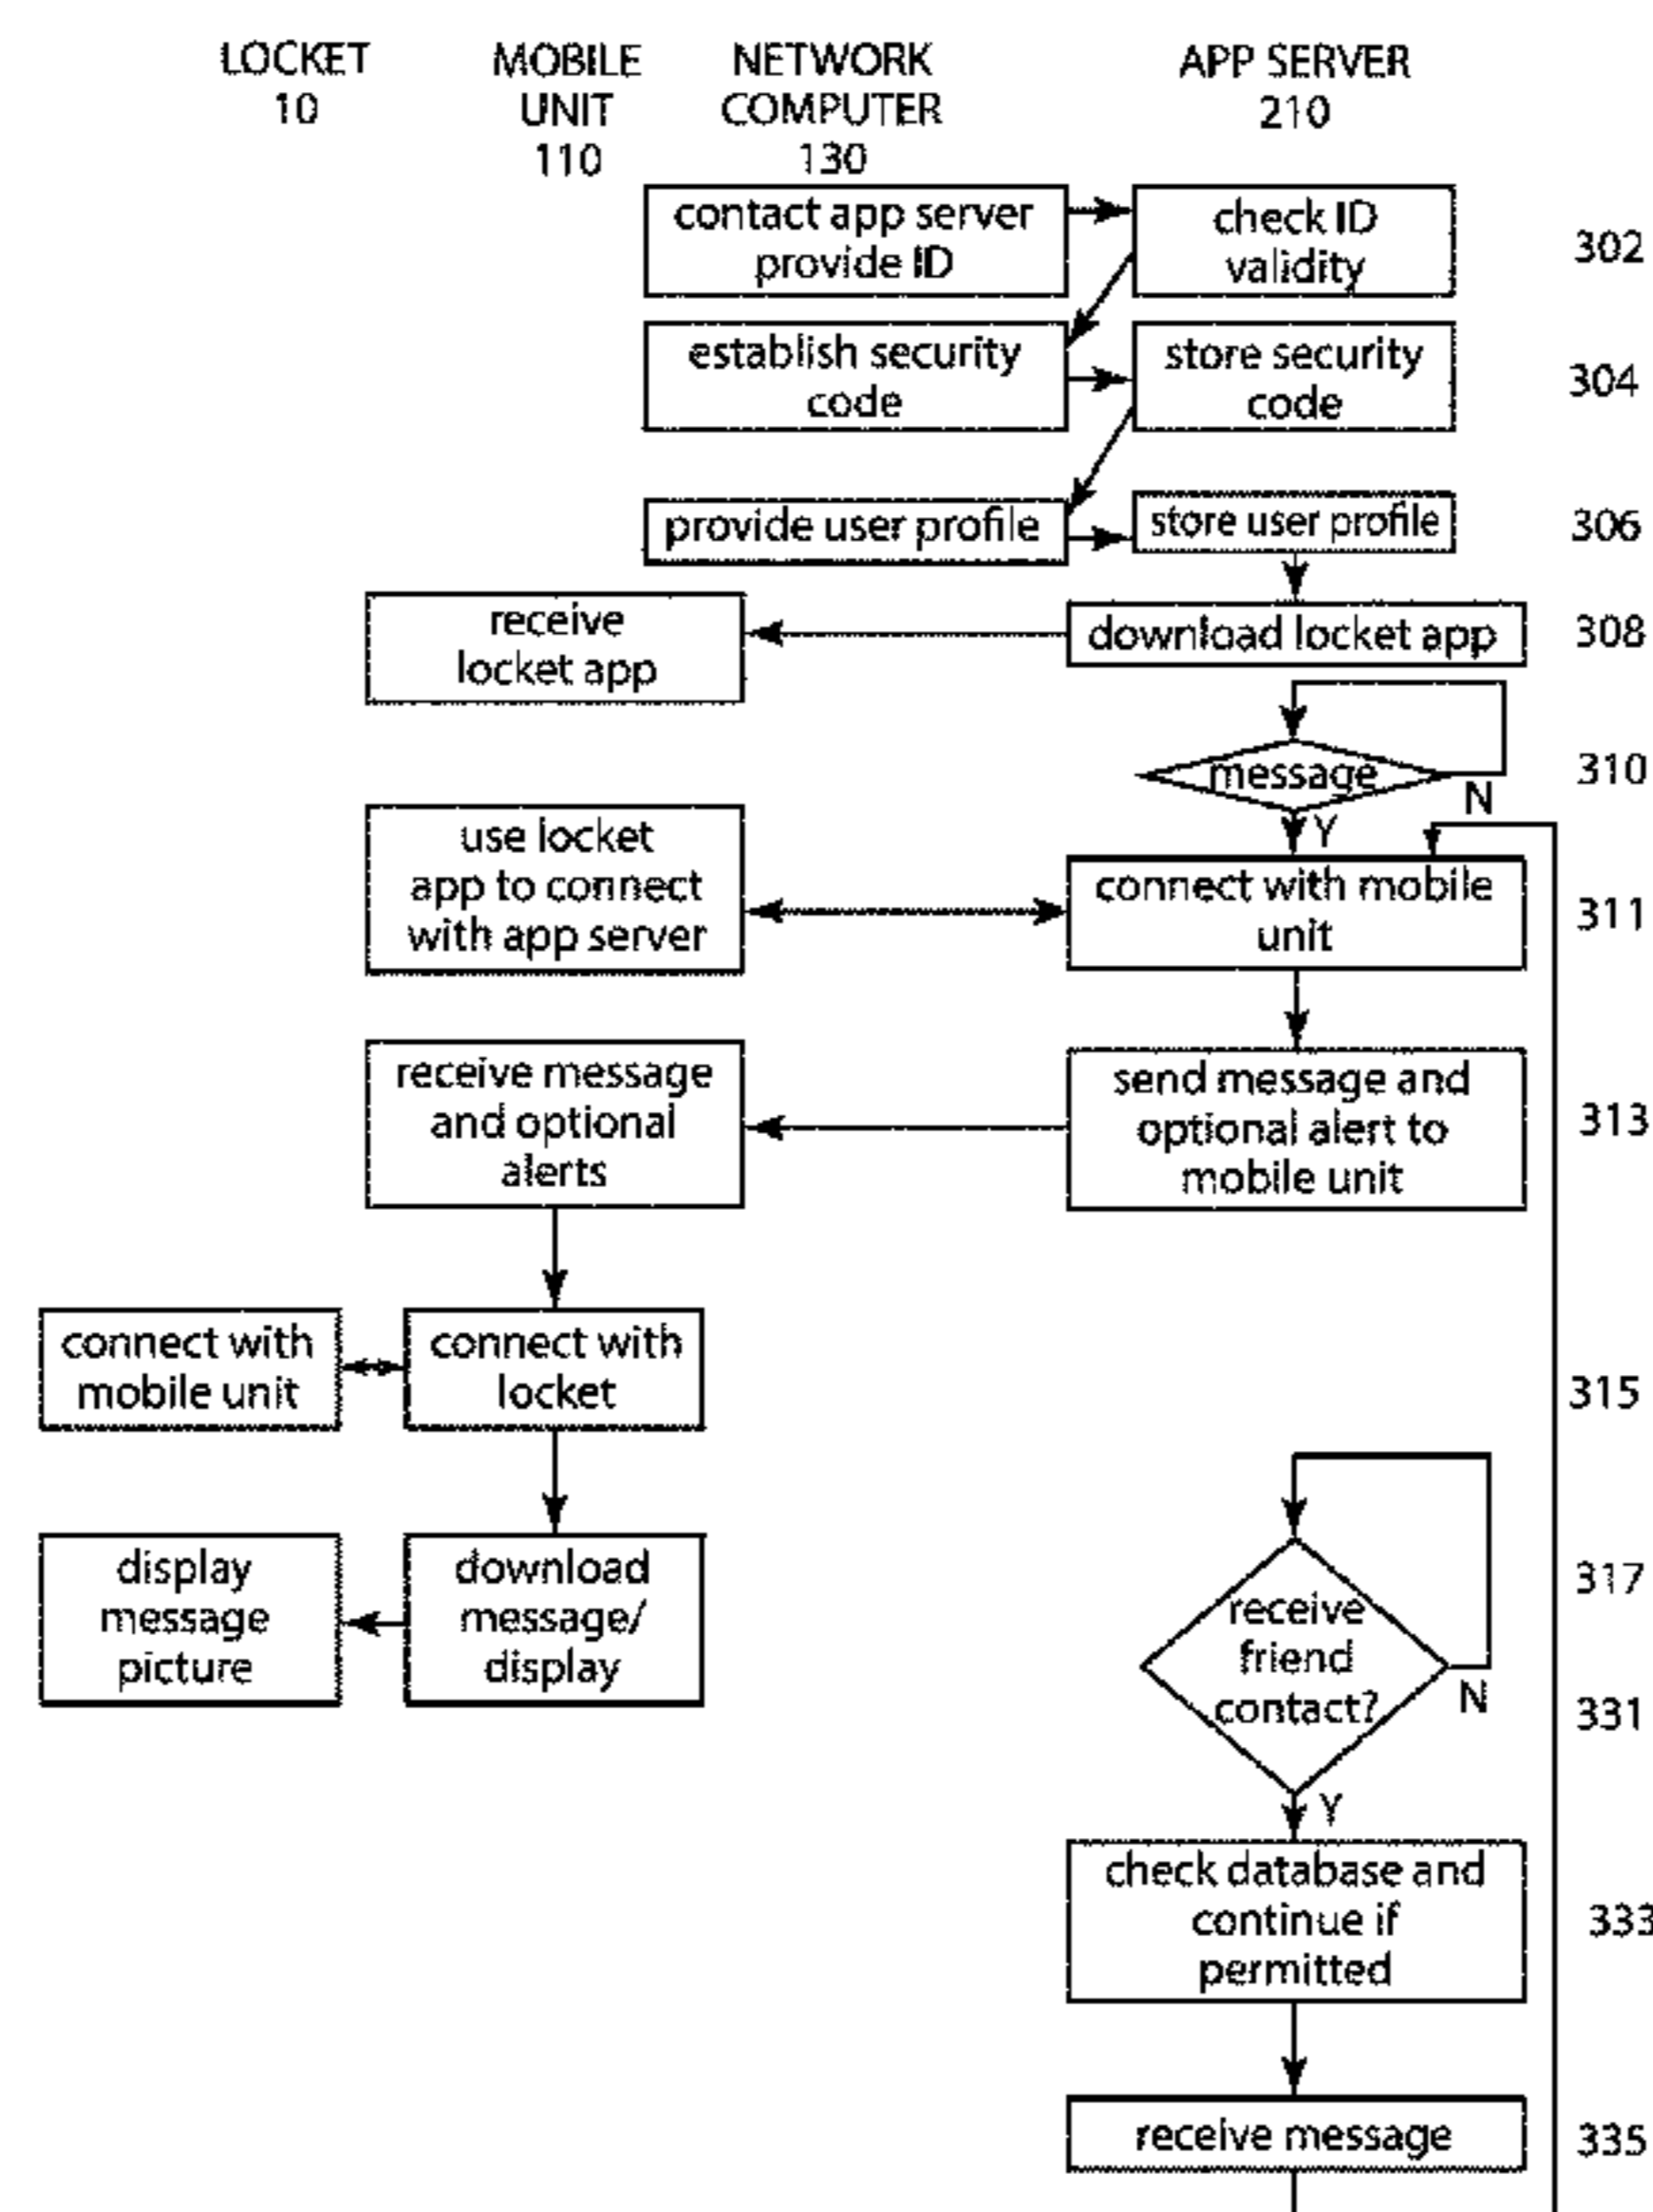 LOCKET
10
MOBILE
UNIT
110
NETWORK
COMPUTER
130
APP SERVER
210
contact app server
provide ID
check ID
validity
302
establish security
code
store security
code
304
provide user profile
store user profile
306
receive
locket app
download locket app
308
message
N
Y
310
use locket
app to connect
with app server
connect with mobile
unit
311
receive message
and optional
alerts
send message and
optional alert to
mobile unit
313
connect with
mobile unit
connect with
locket
315
display
message
picture
download
message/
display
317
receive
friend
contact?
N
Y
331
check database and
continue if
permitted
333
receive message
335